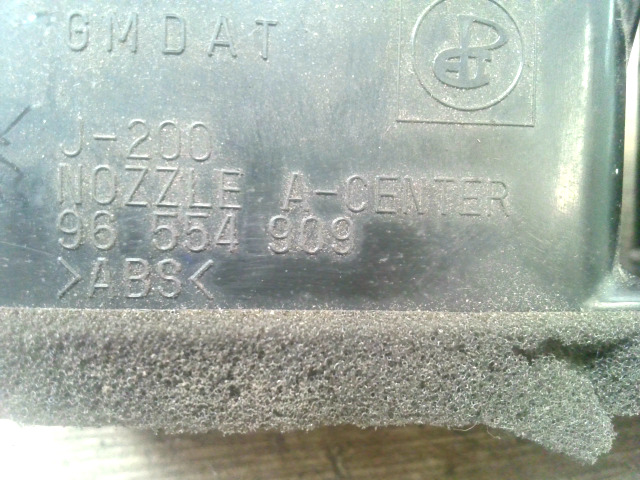 GMDAT
J-200
NOZZLE A-CENTER
96 554 909
>ABS<